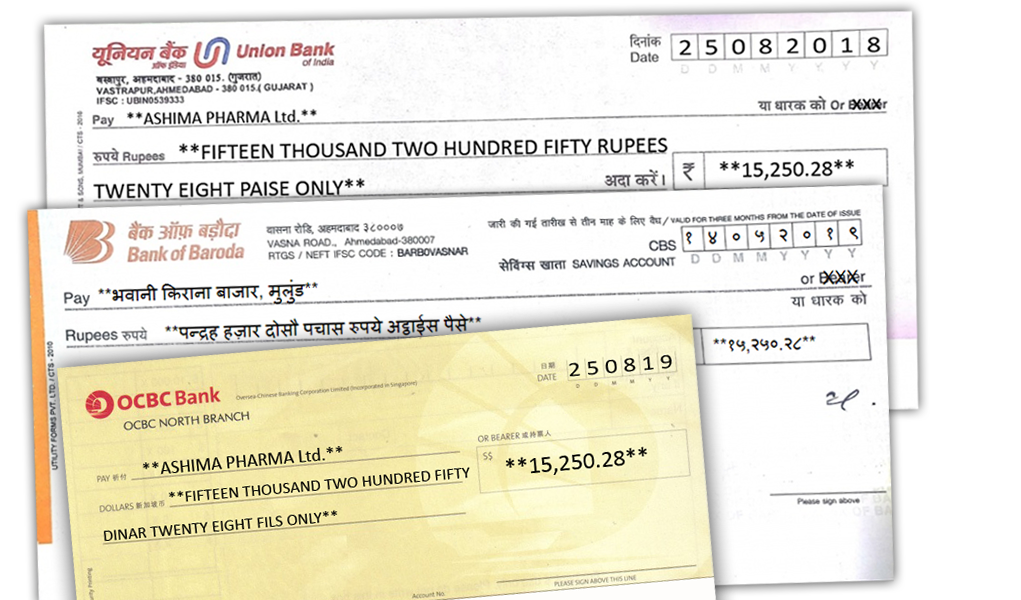 यूनियन बैंक Union Bank
ऑफ इंडिया of India
वस्त्रापुर, अहमदाबाद - 380 015. (गुजरात)
VASTRAPUR,AHMEDABAD - 380 015.( GUJARAT )
IFSC : UBIN0539333
दिनांक
Date
2 5 0 8 2 0 1 8
D D M M Y Y Y Y
या धारक को Or XXX
Pay **ASHIMA PHARMA Ltd.**
रुपये Rupees **FIFTEEN THOUSAND TWO HUNDRED FIFTY RUPEES
TWENTY EIGHT PAISE ONLY**
अदा करें। ₹ **15,250.28**
बैंक ऑफ़ बड़ौदा
Bank of Baroda
वासना रोडि, अहमदाबाद ३८०००७
VASNA ROAD., Ahmedabad-380007
RTGS / NEFT IFSC CODE : BARB0VASNAR
जारी की गई तारीख से तीन माह के लिए वैध / VALID FOR THREE MONTHS FROM THE DATE OF ISSUE
CBS
१ ४ ० ५ २ ० १ ९
D D M M Y Y Y Y
सेविंग्स खाता SAVINGS ACCOUNT
or XXX
या धारक को
Pay **भवानी किराना बाजार, मुलुंड**
Rupees रुपये **पन्द्रह हज़ार दोसौ पचास रुपये अट्ठाईस पैसे**
**१५,२५०.२८**
Please sign above
UTILITY FORMS PVT. LTD. / CTS - 2010
OCBC Bank
Oversea-Chinese Banking Corporation Limited (Incorporated in Singapore)
OCBC NORTH BRANCH
日期
DATE
2 5 0 8 1 9
D D M M Y Y
OR BEARER 或持票人
PAY 祈付 **ASHIMA PHARMA Ltd.**
S$ **15,250.28**
DOLLARS 新加坡币 **FIFTEEN THOUSAND TWO HUNDRED FIFTY
DINAR TWENTY EIGHT FILS ONLY**
PLEASE SIGN ABOVE THIS LINE
Account No.